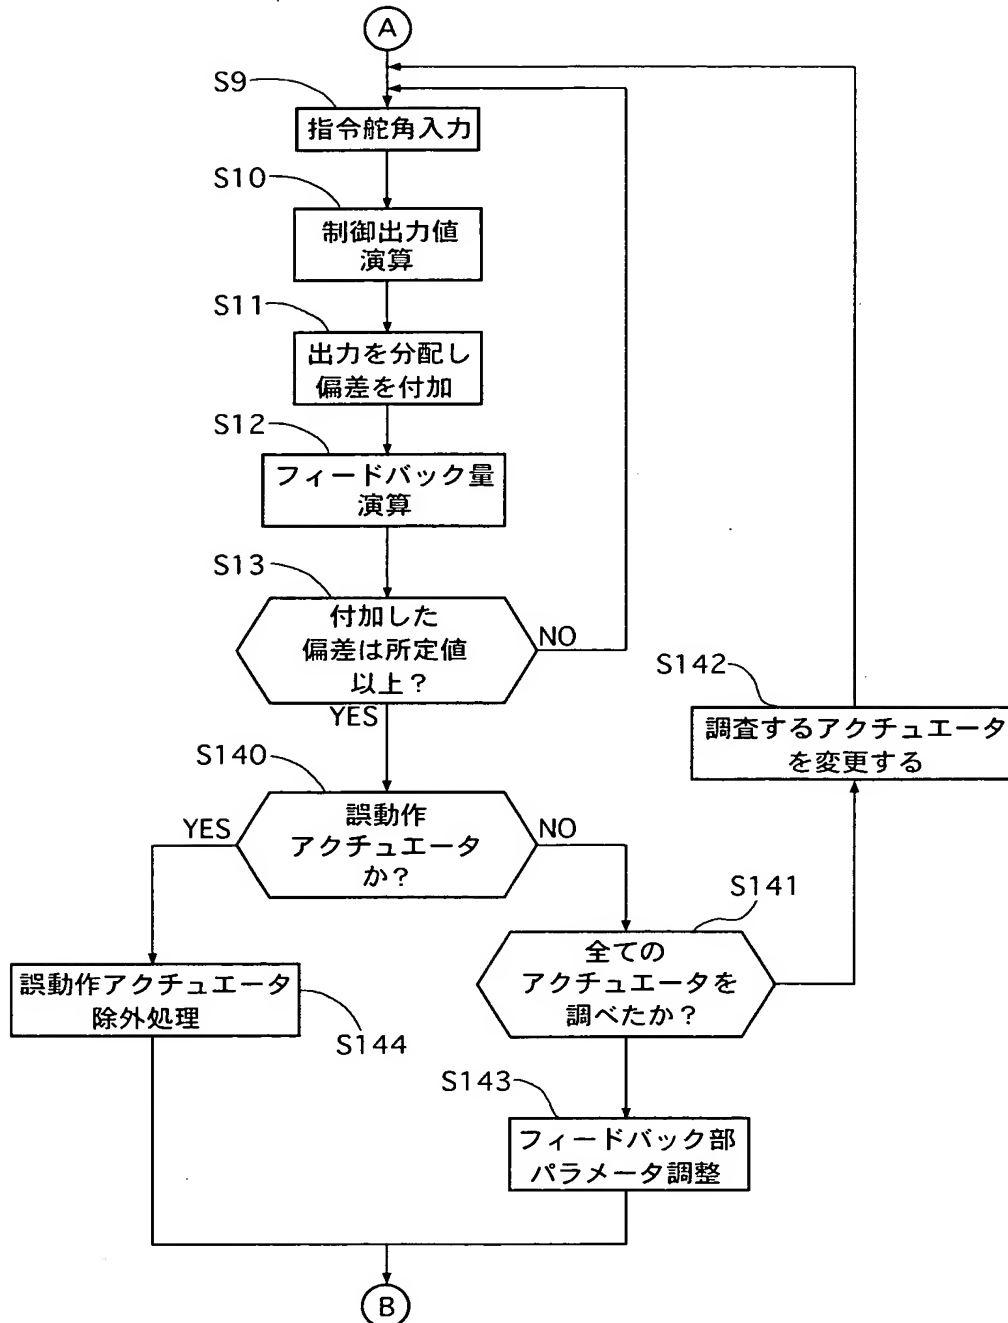 A
S9
指令舵角入力
S10
制御出力値
演算
S11
出力を分配し
偏差を付加
S12
フィードバック量
演算
S13
付加した
偏差は所定値
以上？
NO
YES
S142
調査するアクチュエータ
を変更する
S140
誤動作
アクチュエータ
か？
YES
NO
S141
全ての
アクチュエータを
調べたか？
誤動作アクチュエータ
除外処理
S144
S143
フィードバック部
パラメータ調整
B